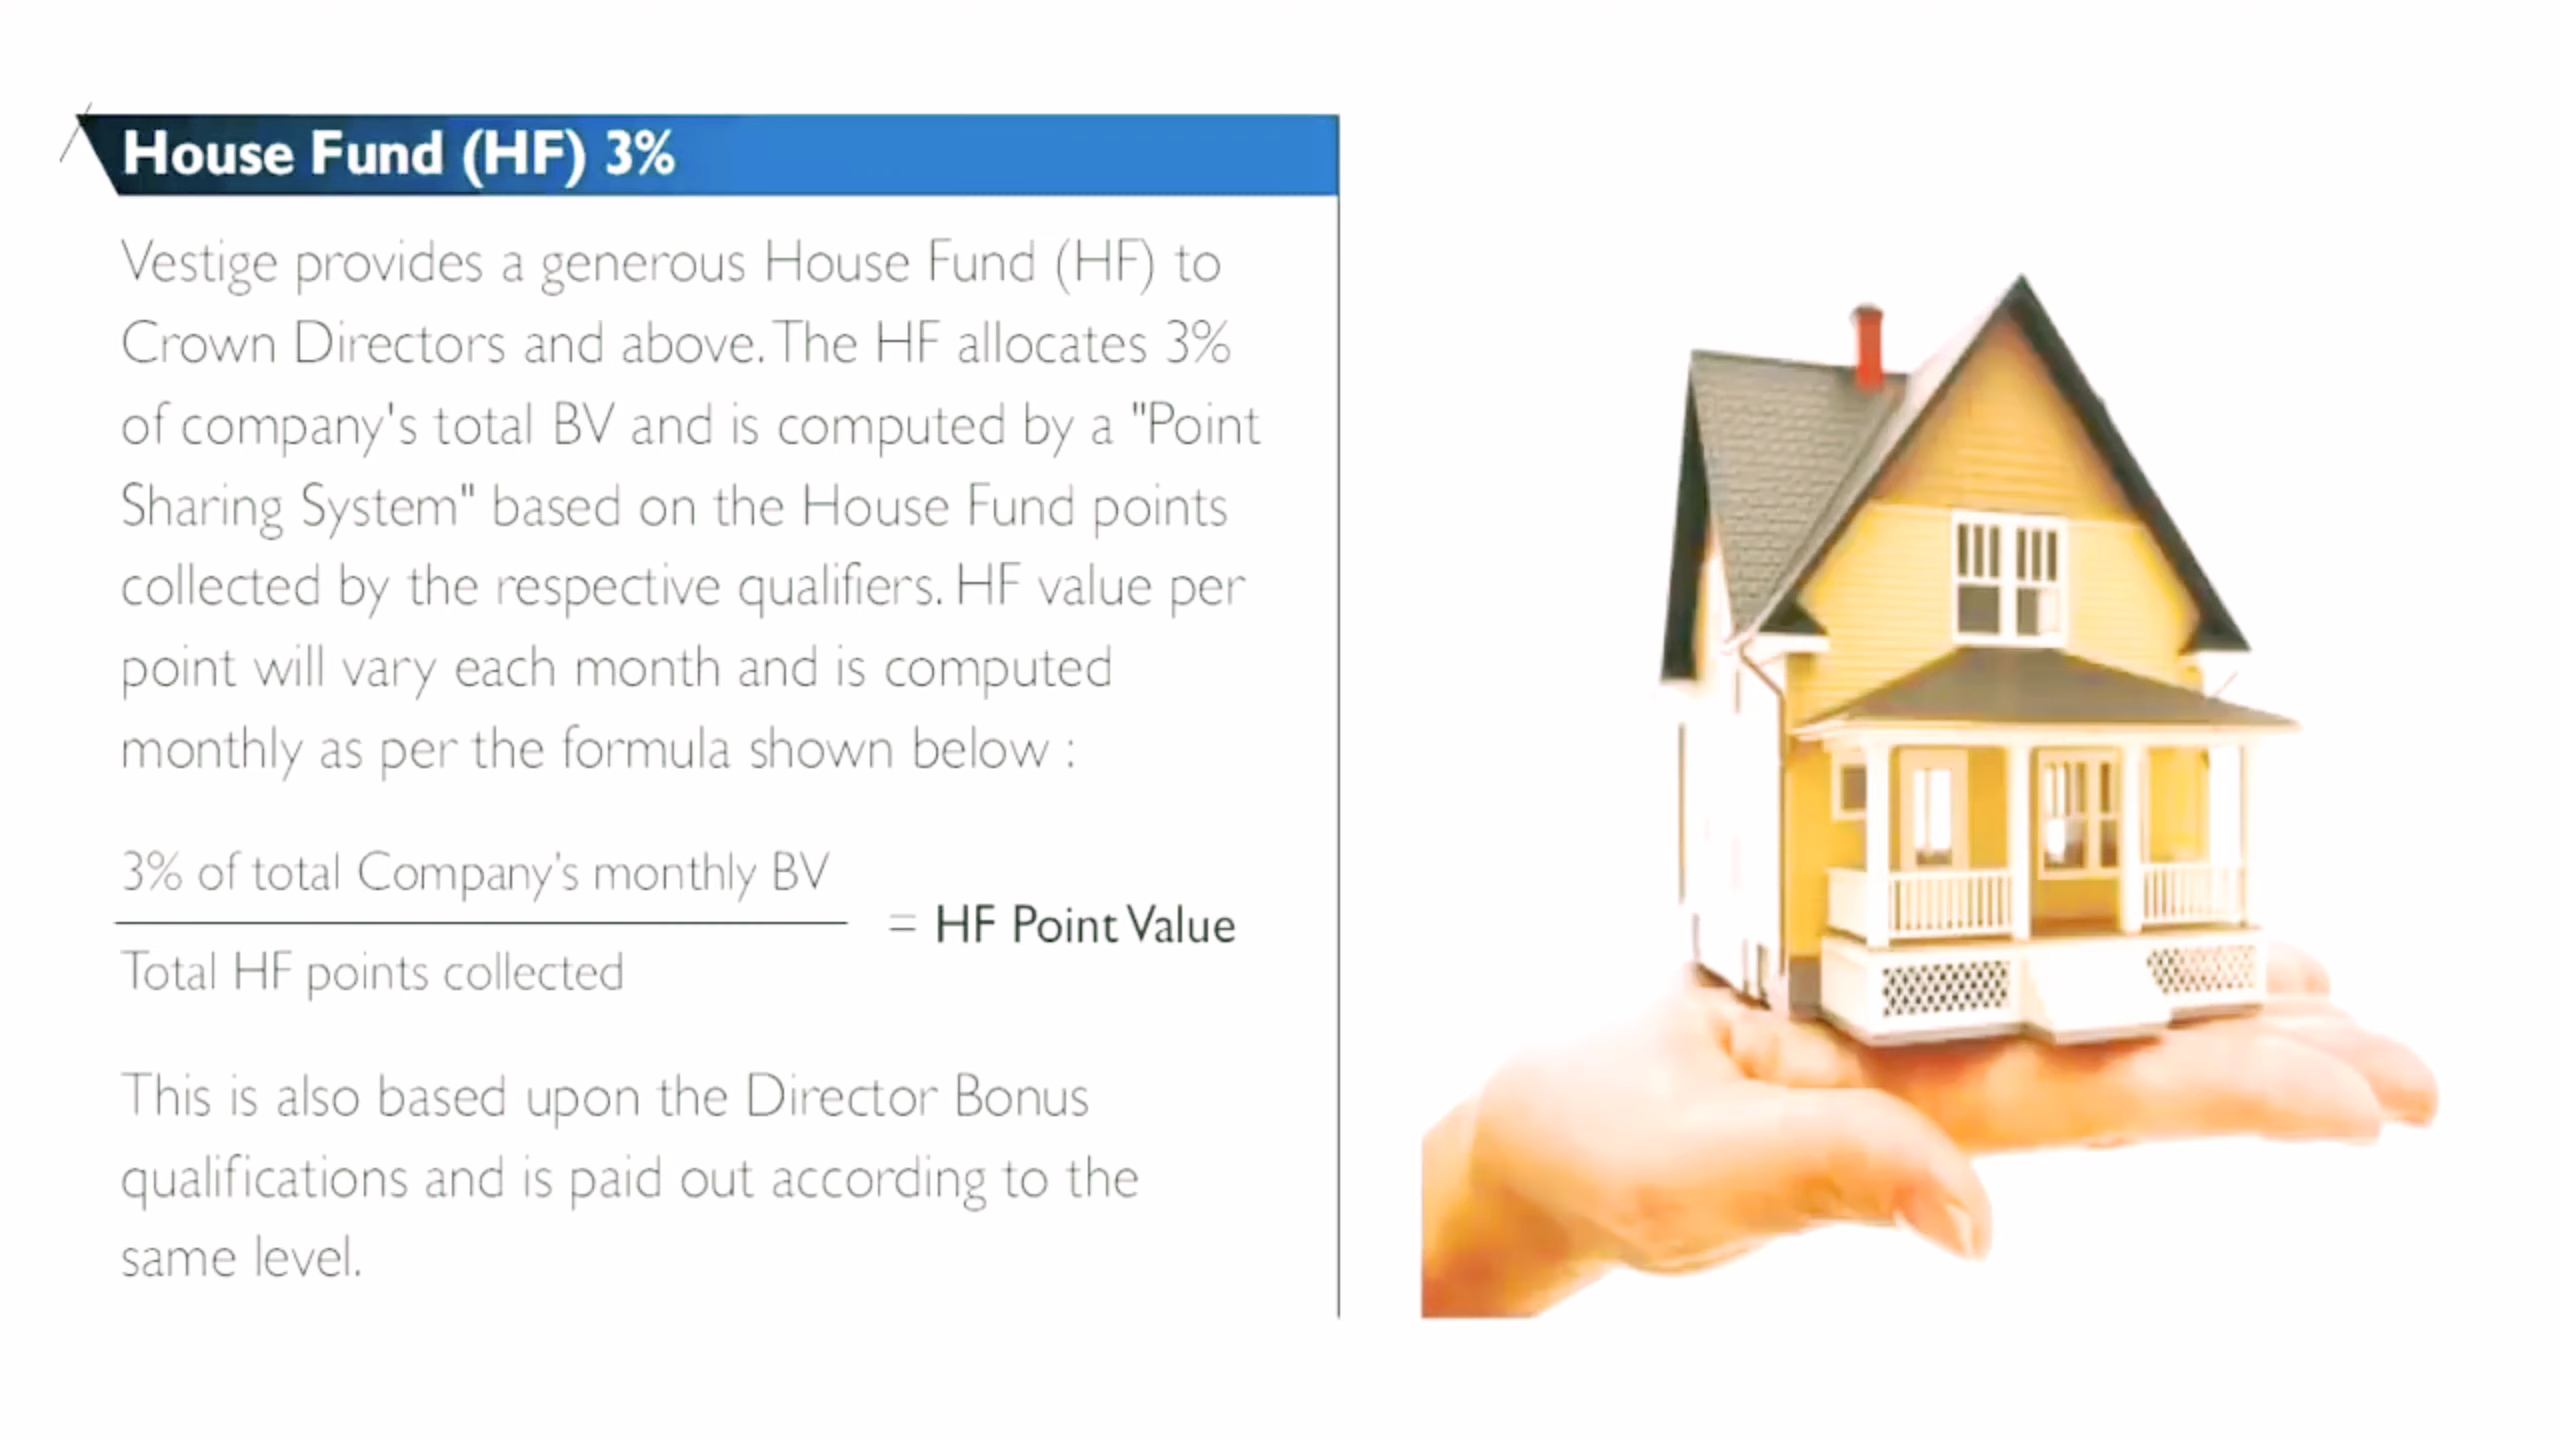 House Fund (HF) 3%
Vestige provides a generous House Fund (HF) to
Crown Directors and above. The HF allocates 3%
of company's total BV and is computed by a "Point
Sharing System" based on the House Fund points
collected by the respective qualifiers. HF value per
point will vary each month and is computed
monthly as per the formula shown below :
3% of total Company's monthly BV
= HF Point Value
Total HF points collected
This is also based upon the Director Bonus
qualifications and is paid out according to the
same level.